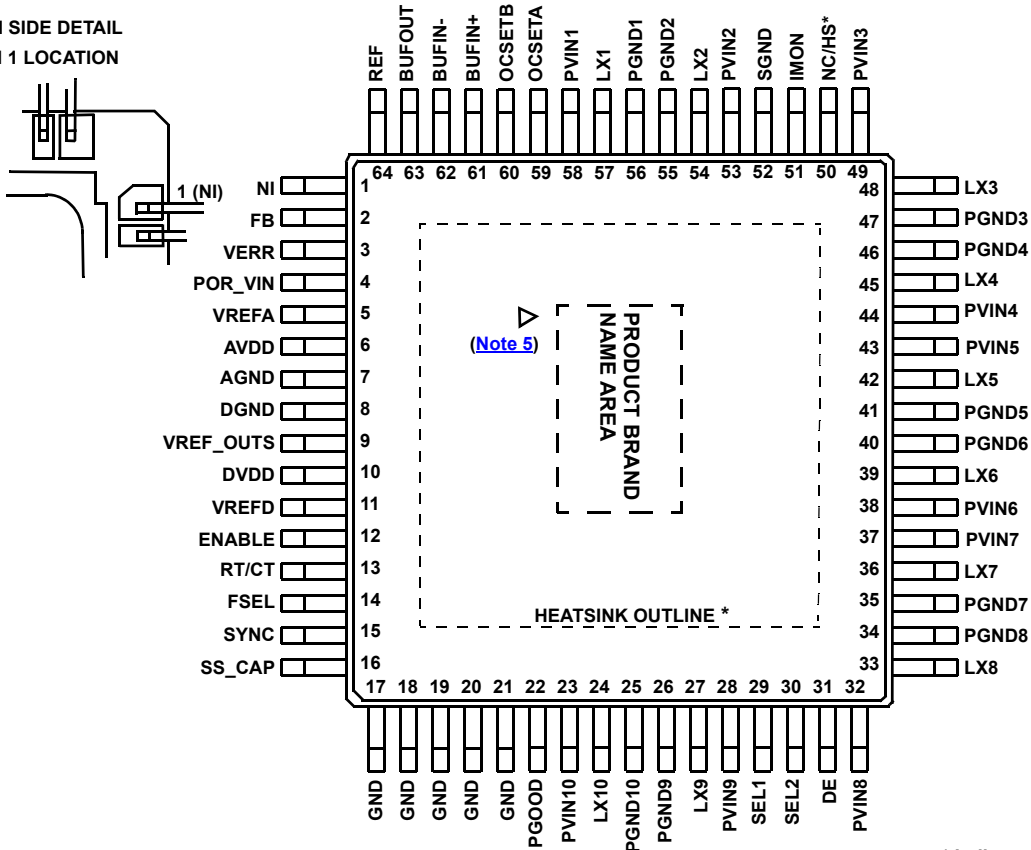 SIDE DETAIL
1 LOCATION
1 (NI)
REF
BUFOUT
BUFIN-
BUFIN+
OCSETB
OCSETA
PVIN1
LX1
PGND1
PGND2
LX2
PVIN2
SGND
IMON
NC/HS*
PVIN3
64 63 62 61 60 59 58 57 56 55 54 53 52 51 50 49
NI 1
FB 2
VERR 3
POR_VIN 4
VREFA 5
AVDD 6
AGND 7
DGND 8
VREF_OUTS 9
DVDD 10
VREFD 11
ENABLE 12
RT/CT 13
FSEL 14
SYNC 15
SS_CAP 16
48 LX3
47 PGND3
46 PGND4
45 LX4
44 PVIN4
43 PVIN5
42 LX5
41 PGND5
40 PGND6
39 LX6
38 PVIN6
37 PVIN7
36 LX7
35 PGND7
34 PGND8
33 LX8
(Note 5)
PRODUCT BRAND
NAME AREA
HEATSINK OUTLINE *
17 18 19 20 21 22 23 24 25 26 27 28 29 30 31 32
GND
GND
GND
GND
GND
PGOOD
PVIN10
LX10
PGND10
PGND9
LX9
PVIN9
SEL1
SEL2
DE
PVIN8